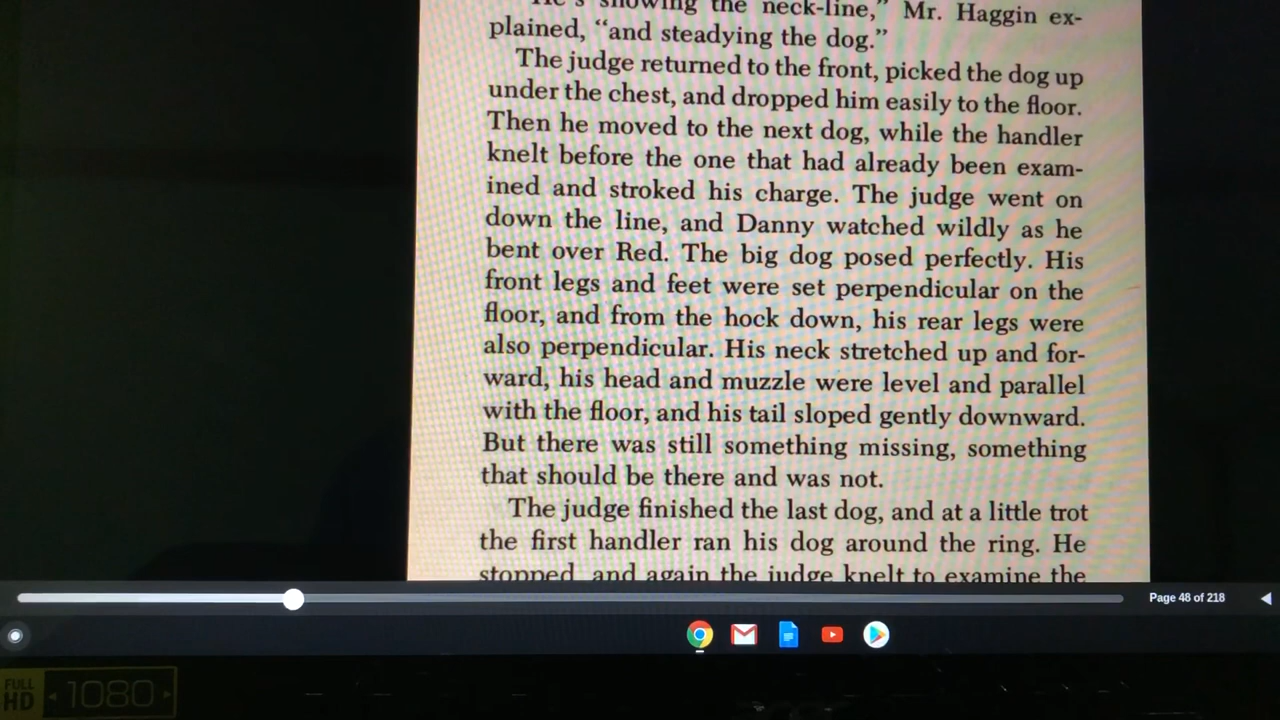 He's showing the neck-line,” Mr. Haggin ex-
plained, “and steadying the dog.”
The judge returned to the front, picked the dog up
under the chest, and dropped him easily to the floor.
Then he moved to the next dog, while the handler
knelt before the one that had already been exam-
ined and stroked his charge. The judge went on
down the line, and Danny watched wildly as he
bent over Red. The big dog posed perfectly. His
front legs and feet were set perpendicular on the
floor, and from the hock down, his rear legs were
also perpendicular. His neck stretched up and for-
ward, his head and muzzle were level and parallel
with the floor, and his tail sloped gently downward.
But there was still something missing, something
that should be there and was not.
The judge finished the last dog, and at a little trot
the first handler ran his dog around the ring. He
stopped, and again the judge knelt to examine the
Page 48 of 218
FULL HD 1080